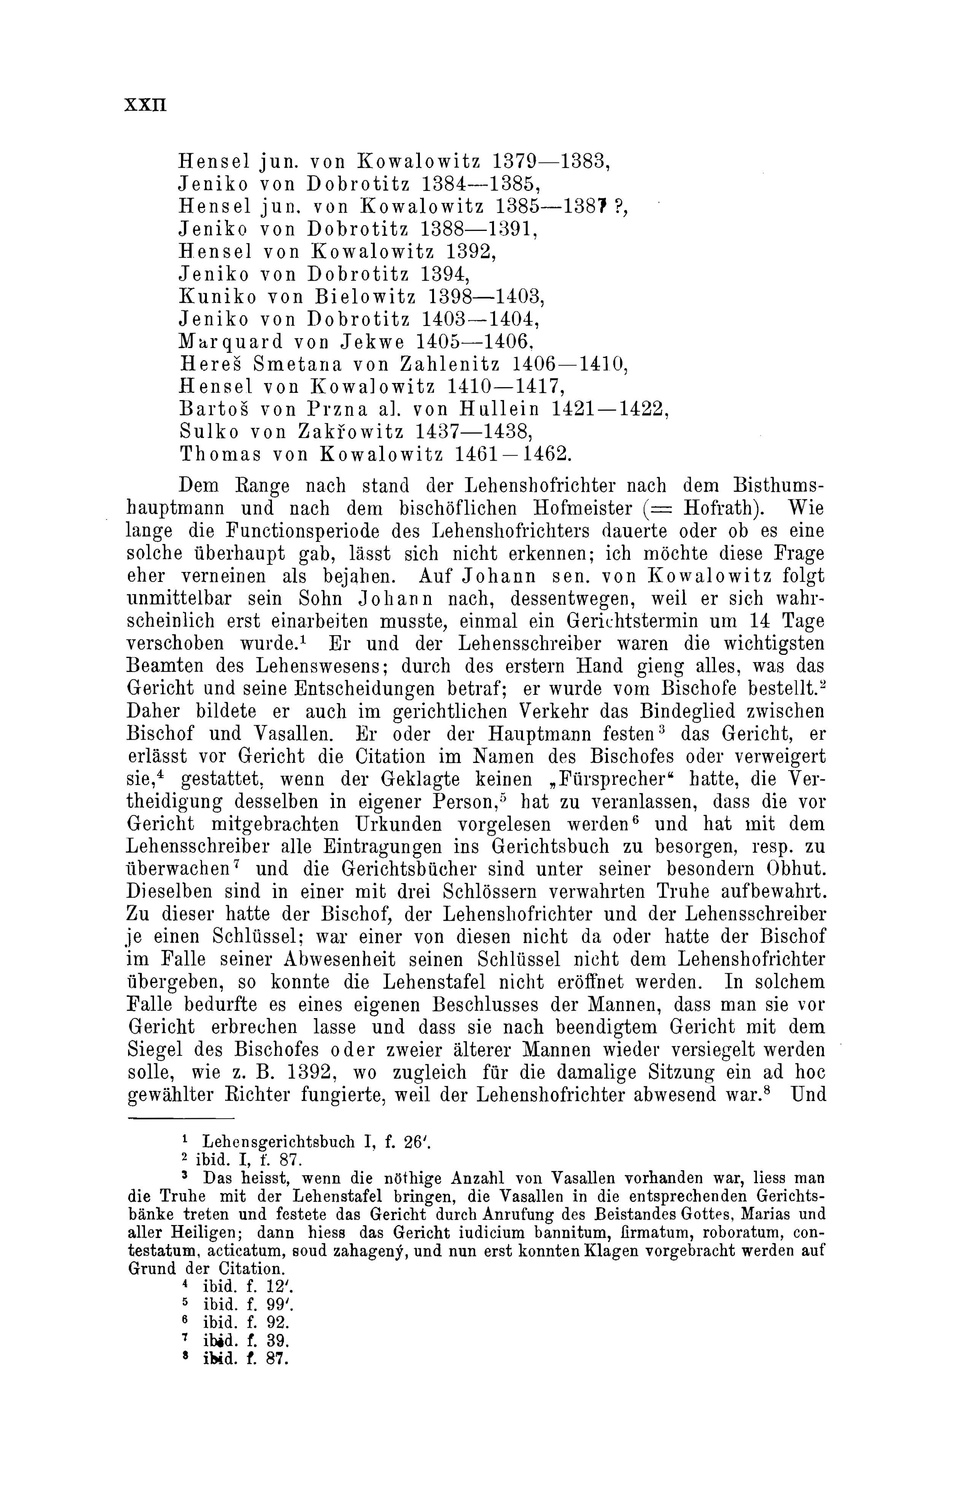 XXII
Hensel jun. von Kowalowitz 1379—1383,
Jeniko von Dobrotitz 1384—1385,
Hensel jun. von Kowalowitz 1385—1387 ?,
Jeniko von Dobrotitz 1388—1391,
Hensel von Kowalowitz 1392,
Jeniko von Dobrotitz 1394,
Kuniko von Bielowitz 1398—1403,
Jeniko von Dobrotitz 1403—1404,
Marquard von Jekwe 1405—1406,
Hereš Smetana von Zahlenitz 1406—1410,
Hensel von Kowalowitz 1410—1417,
Bartoš von Przna al. von Hullein 1421—1422,
Sulko von Zakřowitz 1437—1438,
Thomas von Kowalowitz 1461—1462.
Dem Range nach stand der Lehenshofrichter nach dem Bisthums-
hauptmann und nach dem bischöflichen Hofmeister (= Hofrath). Wie
lange die Functionsperiode des Lehenshofrichters dauerte oder ob es eine
solche überhaupt gab, lässt sich nicht erkennen; ich möchte diese Frage
eher verneinen als bejahen. Auf Johann sen. von Kowalowitz folgt
unmittelbar sein Sohn Johann nach, dessentwegen, weil er sich wahr-
scheinlich erst einarbeiten musste, einmal ein Gerichtstermin um 14 Tage
verschoben wurde.¹ Er und der Lehensschreiber waren die wichtigsten
Beamten des Lehenswesens; durch des erstern Hand gieng alles, was das
Gericht und seine Entscheidungen betraf; er wurde vom Bischofe bestellt.²
Daher bildete er auch im gerichtlichen Verkehr das Bindeglied zwischen
Bischof und Vasallen. Er oder der Hauptmann festen³ das Gericht, er
erlässt vor Gericht die Citation im Namen des Bischofes oder verweigert
sie,⁴ gestattet, wenn der Geklagte keinen „Fürsprecher“ hatte, die Ver-
theidigung desselben in eigener Person,⁵ hat zu veranlassen, dass die vor
Gericht mitgebrachten Urkunden vorgelesen werden⁶ und hat mit dem
Lehensschreiber alle Eintragungen ins Gerichtsbuch zu besorgen, resp. zu
überwachen⁷ und die Gerichtsbücher sind unter seiner besondern Obhut.
Dieselben sind in einer mit drei Schlössern verwahrten Truhe aufbewahrt.
Zu dieser hatte der Bischof, der Lehenshofrichter und der Lehensschreiber
je einen Schlüssel; war einer von diesen nicht da oder hatte der Bischof
im Falle seiner Abwesenheit seinen Schlüssel nicht dem Lehenshofrichter
übergeben, so konnte die Lehenstafel nicht eröffnet werden. In solchem
Falle bedurfte es eines eigenen Beschlusses der Mannen, dass man sie vor
Gericht erbrechen lasse und dass sie nach beendigtem Gericht mit dem
Siegel des Bischofes oder zweier älterer Mannen wieder versiegelt werden
solle, wie z. B. 1392, wo zugleich für die damalige Sitzung ein ad hoc
gewählter Richter fungierte, weil der Lehenshofrichter abwesend war.⁸ Und
¹ Lehensgerichtsbuch I, f. 26′.
² ibid. I, f. 87.
³ Das heisst, wenn die nöthige Anzahl von Vasallen vorhanden war, liess man
die Truhe mit der Lehenstafel bringen, die Vasallen in die entsprechenden Gerichts-
bänke treten und festete das Gericht durch Anrufung des Beistandes Gottes, Marias und
aller Heiligen; dann hiess das Gericht iudicium bannitum, firmatum, roboratum, con-
testatum, acticatum, soud zahagený, und nun erst konnten Klagen vorgebracht werden auf
Grund der Citation.
⁴ ibid. f. 12′.
⁵ ibid. f. 99′.
⁶ ibid. f. 92.
⁷ ibid. f. 39.
⁸ ibid. f. 87.